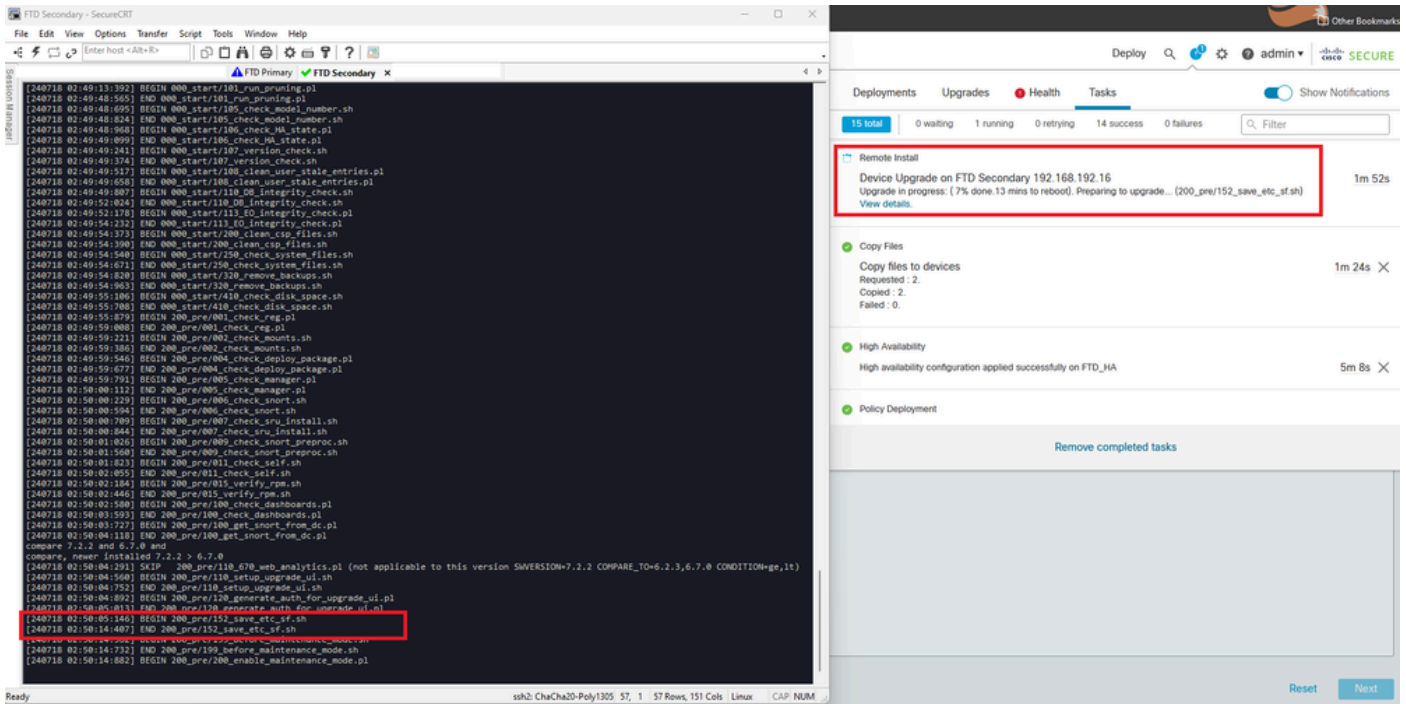 FTD Secondary - SecureCRT
File Edit View Options Transfer Script Tools Window Help
Enter host <Alt+R>
Session Manager
FTD Primary FTD Secondary
[240718 02:49:13:392] BEGIN 000_start/101_run_pruning.pl
[240718 02:49:48:565] END 000_start/101_run_pruning.pl
[240718 02:49:48:695] BEGIN 000_start/105_check_model_number.sh
[240718 02:49:48:824] END 000_start/105_check_model_number.sh
[240718 02:49:48:968] BEGIN 000_start/106_check_HA_state.pl
[240718 02:49:49:099] END 000_start/106_check_HA_state.pl
[240718 02:49:49:241] BEGIN 000_start/107_version_check.sh
[240718 02:49:49:374] END 000_start/107_version_check.sh
[240718 02:49:49:517] BEGIN 000_start/108_clean_user_stale_entries.pl
[240718 02:49:49:658] END 000_start/108_clean_user_stale_entries.pl
[240718 02:49:49:807] BEGIN 000_start/110_DB_integrity_check.sh
[240718 02:49:52:024] END 000_start/110_DB_integrity_check.sh
[240718 02:49:52:178] BEGIN 000_start/113_EO_integrity_check.pl
[240718 02:49:54:232] END 000_start/113_EO_integrity_check.pl
[240718 02:49:54:373] BEGIN 000_start/200_clean_csp_files.sh
[240718 02:49:54:390] END 000_start/200_clean_csp_files.sh
[240718 02:49:54:540] BEGIN 000_start/250_check_system_files.sh
[240718 02:49:54:671] END 000_start/250_check_system_files.sh
[240718 02:49:54:820] BEGIN 000_start/320_remove_backups.sh
[240718 02:49:54:963] END 000_start/320_remove_backups.sh
[240718 02:49:55:106] BEGIN 000_start/410_check_disk_space.sh
[240718 02:49:55:708] END 000_start/410_check_disk_space.sh
[240718 02:49:55:879] BEGIN 200_pre/001_check_reg.pl
[240718 02:49:59:008] END 200_pre/001_check_reg.pl
[240718 02:49:59:221] BEGIN 200_pre/002_check_mounts.sh
[240718 02:49:59:386] END 200_pre/002_check_mounts.sh
[240718 02:49:59:546] BEGIN 200_pre/004_check_deploy_package.pl
[240718 02:49:59:677] END 200_pre/004_check_deploy_package.pl
[240718 02:49:59:791] BEGIN 200_pre/005_check_manager.pl
[240718 02:50:00:112] END 200_pre/005_check_manager.pl
[240718 02:50:00:229] BEGIN 200_pre/006_check_snort.sh
[240718 02:50:00:594] END 200_pre/006_check_snort.sh
[240718 02:50:00:709] BEGIN 200_pre/007_check_sru_install.sh
[240718 02:50:00:844] END 200_pre/007_check_sru_install.sh
[240718 02:50:01:026] BEGIN 200_pre/009_check_snort_preproc.sh
[240718 02:50:01:560] END 200_pre/009_check_snort_preproc.sh
[240718 02:50:01:823] BEGIN 200_pre/011_check_self.sh
[240718 02:50:02:055] END 200_pre/011_check_self.sh
[240718 02:50:02:184] BEGIN 200_pre/015_verify_rpm.sh
[240718 02:50:02:446] END 200_pre/015_verify_rpm.sh
[240718 02:50:02:580] BEGIN 200_pre/100_check_dashboards.pl
[240718 02:50:03:593] END 200_pre/100_check_dashboards.pl
[240718 02:50:03:727] BEGIN 200_pre/100_get_snort_from_dc.pl
[240718 02:50:04:118] END 200_pre/100_get_snort_from_dc.pl
compare 7.2.2 and 6.7.0 and
compare, newer installed 7.2.2 > 6.7.0
[240718 02:50:04:291] SKIP 200_pre/110_670_web_analytics.pl (not applicable to this version SWVERSION=7.2.2 COMPARE_TO=6.2.3,6.7.0 CONDITION=ge,lt)
[240718 02:50:04:560] BEGIN 200_pre/110_setup_upgrade_ui.sh
[240718 02:50:04:752] END 200_pre/110_setup_upgrade_ui.sh
[240718 02:50:04:892] BEGIN 200_pre/120_generate_auth_for_upgrade_ui.pl
[240718 02:50:05:013] END 200_pre/120_generate_auth_for_upgrade_ui.pl
[240718 02:50:05:146] BEGIN 200_pre/152_save_etc_sf.sh
[240718 02:50:14:407] END 200_pre/152_save_etc_sf.sh
BEGIN 200_pre/199_before_maintenance_mode.sh
[240718 02:50:14:732] END 200_pre/199_before_maintenance_mode.sh
[240718 02:50:14:882] BEGIN 200_pre/200_enable_maintenance_mode.pl
Ready
ssh2: ChaCha20-Poly1305 57, 1 57 Rows, 151 Cols Linux CAP NUM
Other Bookmarks
Deploy admin cisco SECURE
Deployments Upgrades Health Tasks Show Notifications
15 total 0 waiting 1 running 0 retrying 14 success 0 failures Filter
Remote Install
Device Upgrade on FTD Secondary 192.168.192.16 1m 52s
Upgrade in progress: ( 7% done.13 mins to reboot). Preparing to upgrade... (200_pre/152_save_etc_sf.sh)
View details.
Copy Files
Copy files to devices 1m 24s
Requested : 2.
Copied : 2.
Failed : 0.
High Availability
High availability configuration applied successfully on FTD_HA 5m 8s
Policy Deployment
Remove completed tasks
Reset Next